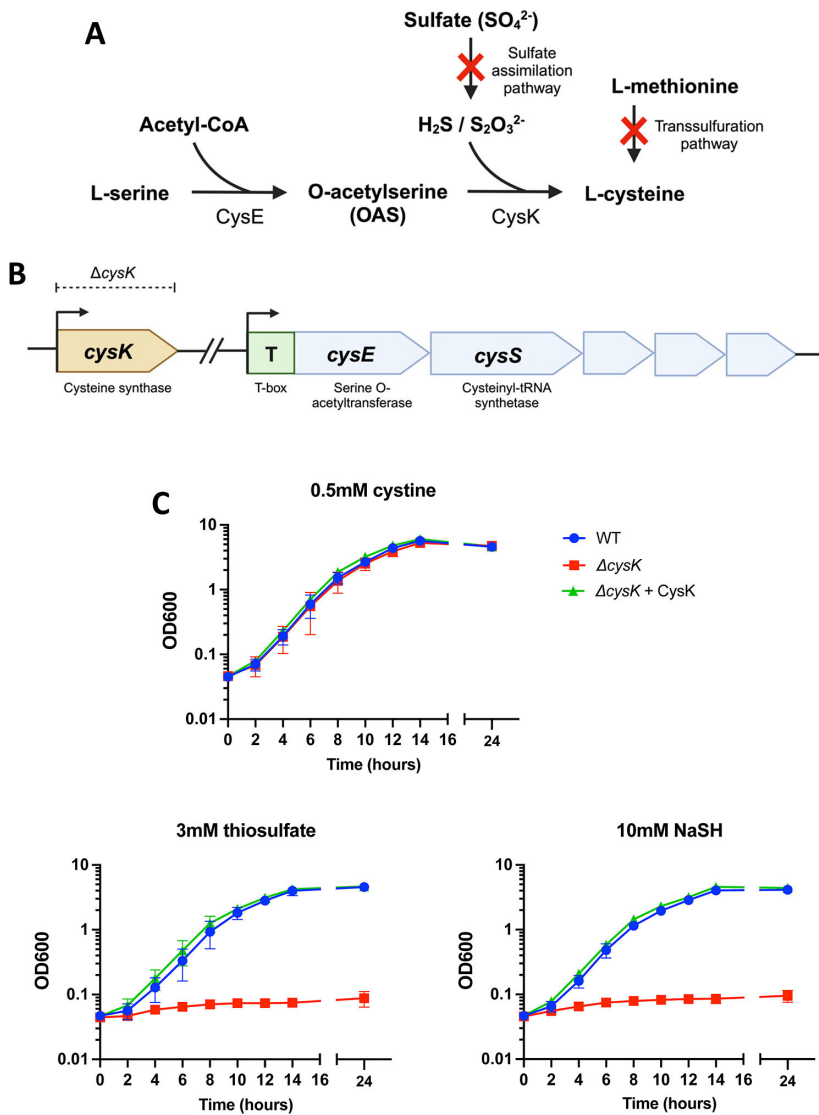 A
Sulfate (SO₄²⁻)
Sulfate
assimilation
pathway
L-methionine
Acetyl-CoA
H₂S / S₂O₃²⁻
Transsulfuration
pathway
L-serine
O-acetylserine
(OAS)
L-cysteine
CysE
CysK
B
ΔcysK
cysK
T
cysE
cysS
Cysteine synthase
T-box
Serine O-
acetyltransferase
Cysteinyl-tRNA
synthetase
C
0.5mM cystine
OD600
10
1
0.1
0.01
0 2 4 6 8 10 12 14 16 24
Time (hours)
WT
ΔcysK
ΔcysK + CysK
3mM thiosulfate
OD600
10
1
0.1
0.01
0 2 4 6 8 10 12 14 16 24
Time (hours)
10mM NaSH
OD600
10
1
0.1
0.01
0 2 4 6 8 10 12 14 16 24
Time (hours)